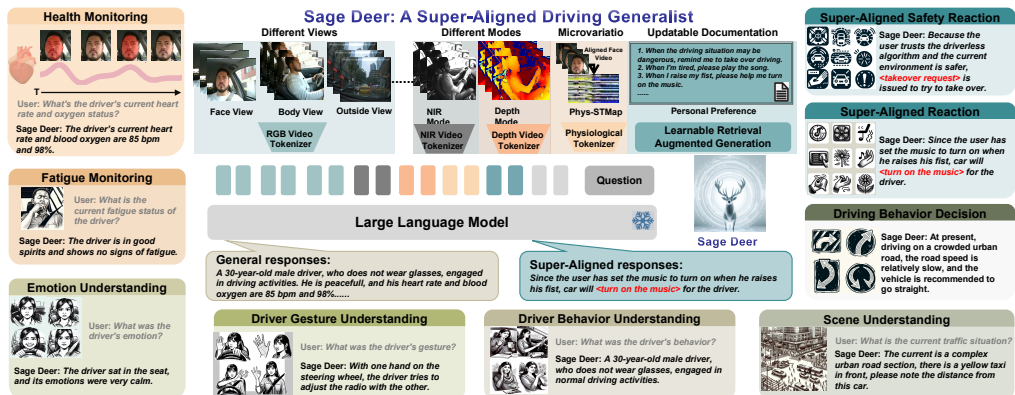 Sage Deer: A Super-Aligned Driving Generalist
Health Monitoring
T
User: What's the driver's current heart
rate and oxygen status?
Sage Deer: The driver's current heart
rate and blood oxygen are 85 bpm
and 98%.
Fatigue Monitoring
User: What is the
current fatigue status of
the driver?
Sage Deer: The driver is in good
spirits and shows no signs of fatigue.
Emotion Understanding
User: What was the
driver's emotion?
Sage Deer: The driver sat in the seat,
and its emotions were very calm.
Different Views
Face View
Body View
Outside View
RGB Video
Tokenizer
Different Modes
NIR
Mode
Depth
Mode
NIR Video
Tokenizer
Depth Video
Tokenizer
Microvariatio
Aligned Face
Video
Phys-STMap
Physiological
Tokenizer
Updatable Documentation
1. When the driving situation may be
dangerous, remind me to take over driving.
2. When I'm tired, please play the song.
3. When I raise my fist, please help me turn
on the music.
......
Personal Preference
Learnable Retrieval
Augmented Generation
Question
Large Language Model
Sage Deer
General responses:
A 30-year-old male driver, who does not wear glasses, engaged
in driving activities. He is peacefull, and his heart rate and blood
oxygen are 85 bpm and 98%......
Super-Aligned responses:
Since the user has set the music to turn on when he raises
his fist, car will <turn on the music> for the driver.
Driver Gesture Understanding
User: What was the driver's gesture?
Sage Deer: With one hand on the
steering wheel, the driver tries to
adjust the radio with the other.
Driver Behavior Understanding
User: What was the driver's behavior?
Sage Deer: A 30-year-old male driver,
who does not wear glasses, engaged in
normal driving activities.
Super-Aligned Safety Reaction
Sage Deer: Because the
user trusts the driverless
algorithm and the current
environment is safer,
<takeover request> is
issued to try to take over.
Super-Aligned Reaction
Sage Deer: Since the user has
set the music to turn on when
he raises his fist, car will
<turn on the music> for the
driver.
Driving Behavior Decision
Sage Deer: At present,
driving on a crowded urban
road, the road speed is
relatively slow, and the
vehicle is recommended to
go straight.
Scene Understanding
User: What is the current traffic situation?
Sage Deer: The current is a complex
urban road section, there is a yellow taxi
in front, please note the distance from
this car.